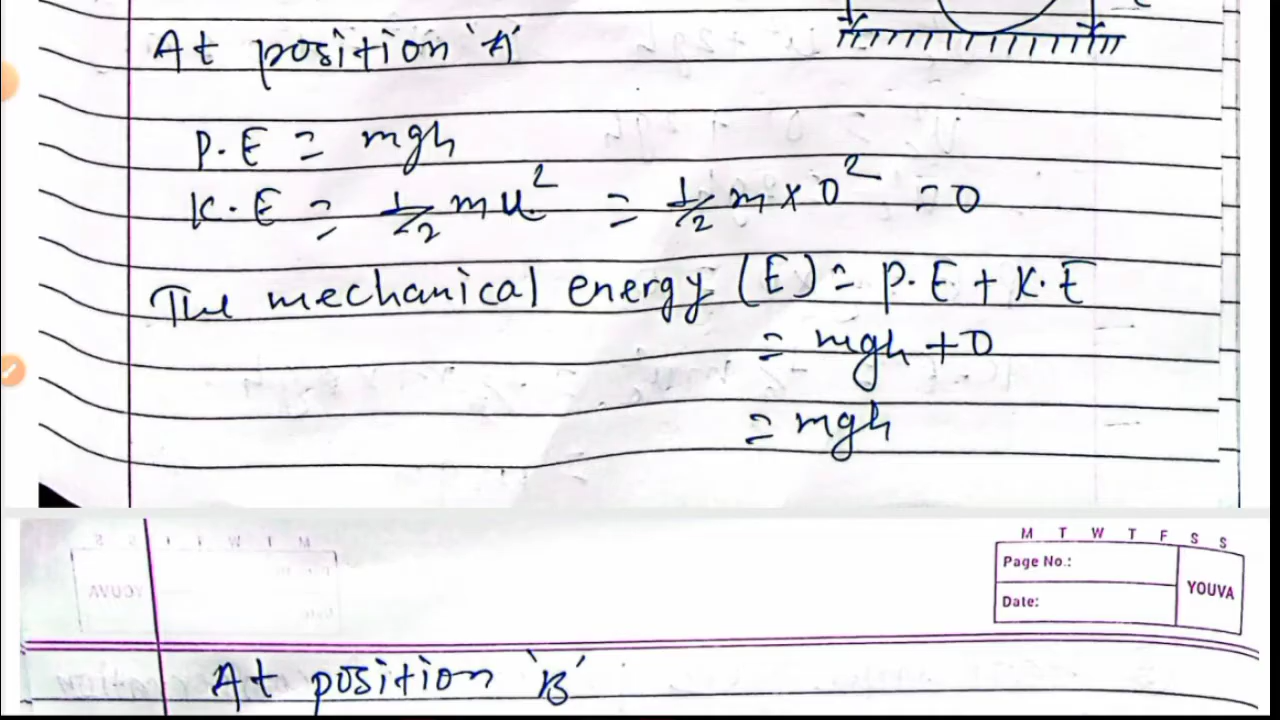 At position 'A'
P.E = mgh
K.E = 1/2 mu² = 1/2 m × 0² = 0
The mechanical energy (E) = P.E + K.E
= mgh + 0
= mgh
M T W T F S S
Page No.:
Date:
YOUVA
At position 'B'